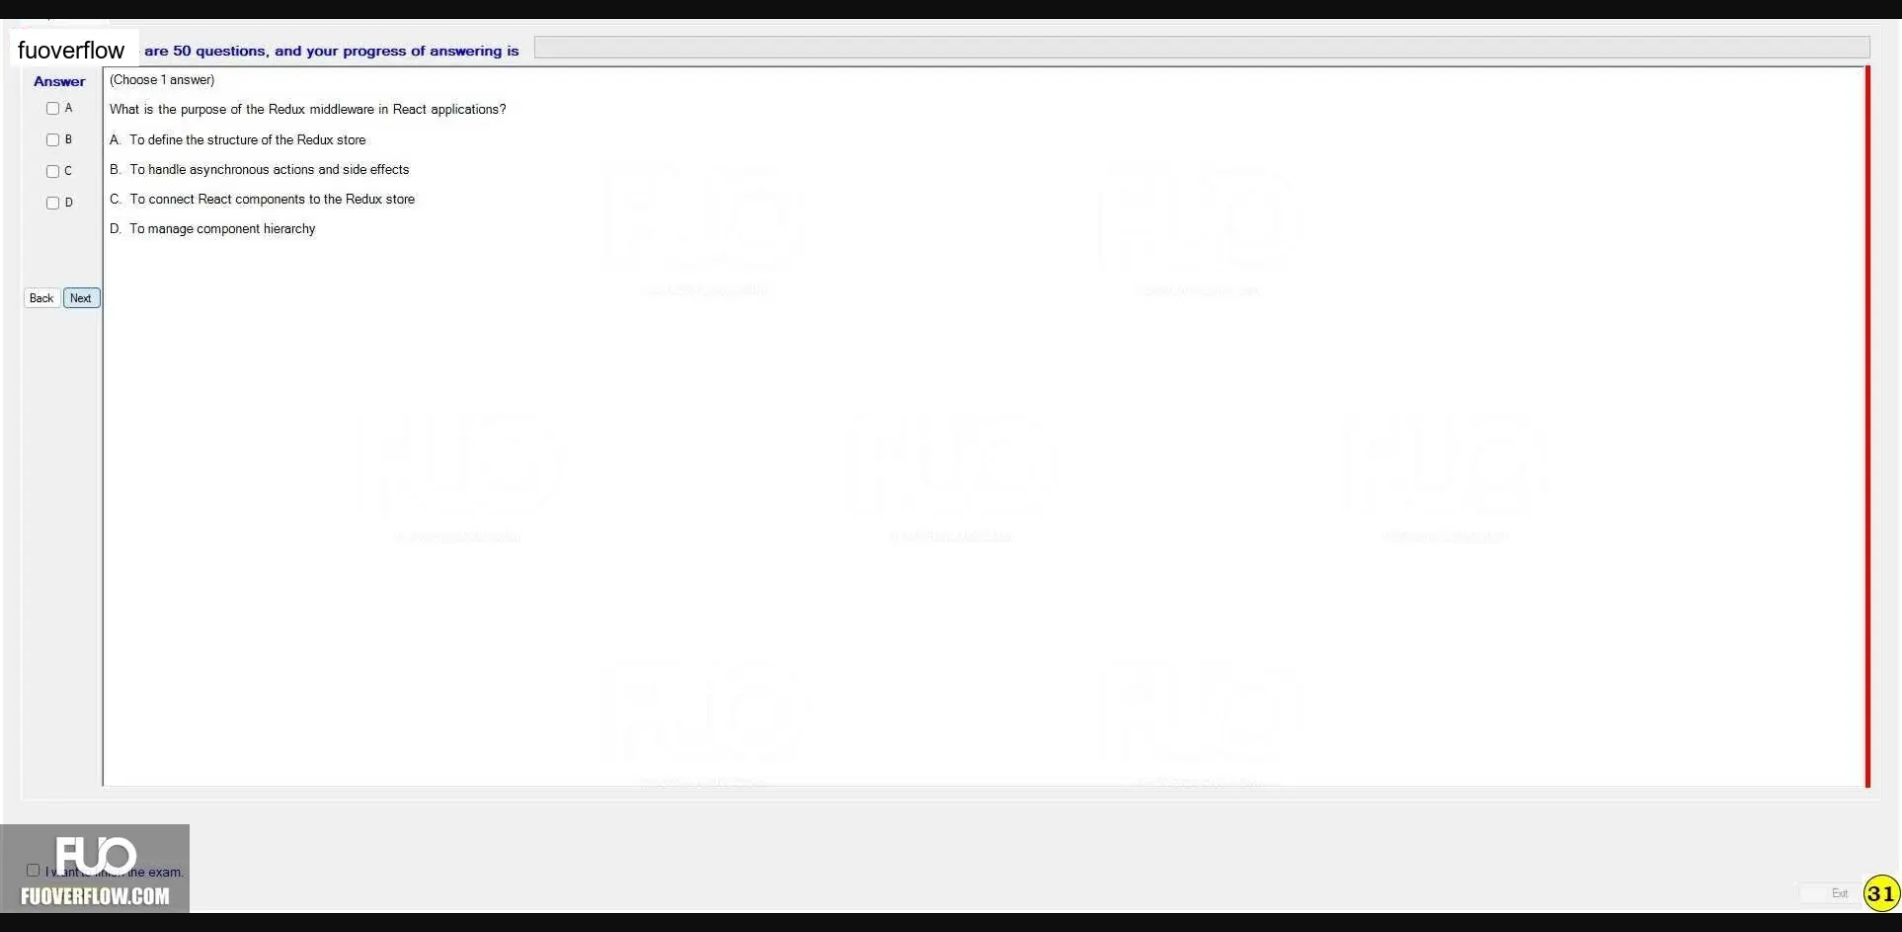 fuoverflow are 50 questions, and your progress of answering is
Answer
(Choose 1 answer)
A
What is the purpose of the Redux middleware in React applications?
B
A. To define the structure of the Redux store
C
B. To handle asynchronous actions and side effects
D
C. To connect React components to the Redux store
D. To manage component hierarchy
Back Next
FUO
I want to finish the exam.
FUOVERFLOW.COM
Exit 31